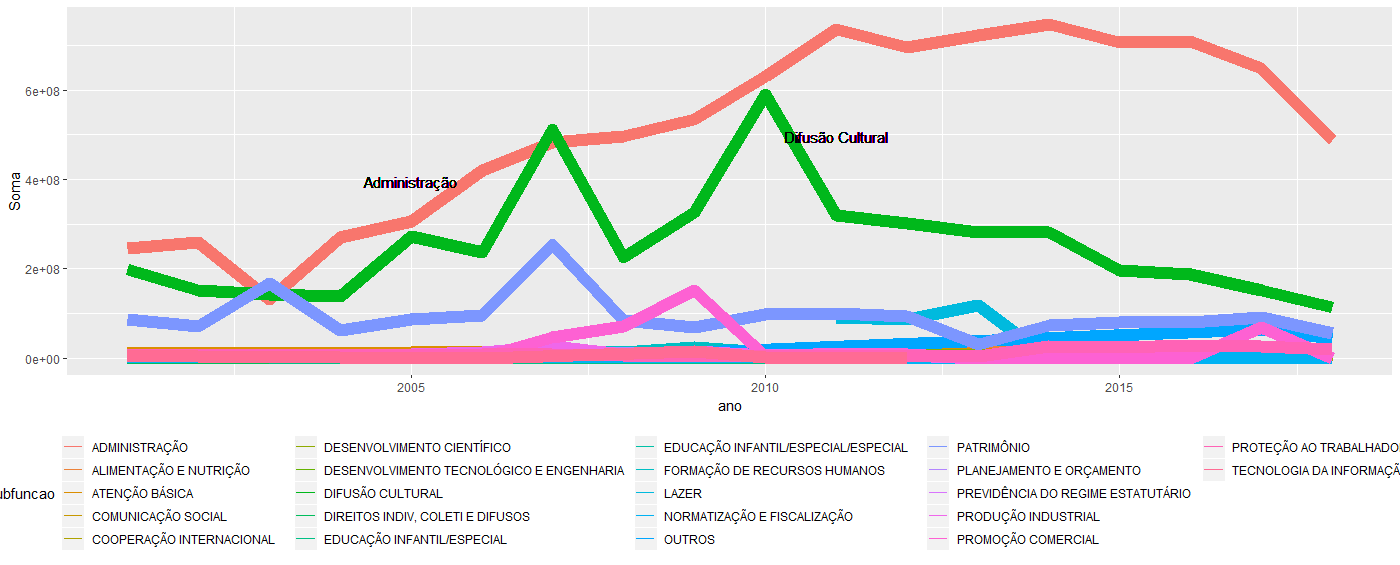 6e+08
4e+08
2e+08
0e+00
Soma
Difusão Cultural
Administração
2005
2010
2015
ano
ubfuncao
ADMINISTRAÇÃO
ALIMENTAÇÃO E NUTRIÇÃO
ATENÇÃO BÁSICA
COMUNICAÇÃO SOCIAL
COOPERAÇÃO INTERNACIONAL
DESENVOLVIMENTO CIENTÍFICO
DESENVOLVIMENTO TECNOLÓGICO E ENGENHARIA
DIFUSÃO CULTURAL
DIREITOS INDIV, COLETI E DIFUSOS
EDUCAÇÃO INFANTIL/ESPECIAL
EDUCAÇÃO INFANTIL/ESPECIAL/ESPECIAL
FORMAÇÃO DE RECURSOS HUMANOS
LAZER
NORMATIZAÇÃO E FISCALIZAÇÃO
OUTROS
PATRIMÔNIO
PLANEJAMENTO E ORÇAMENTO
PREVIDÊNCIA DO REGIME ESTATUTÁRIO
PRODUÇÃO INDUSTRIAL
PROMOÇÃO COMERCIAL
PROTEÇÃO AO TRABALHADO
TECNOLOGIA DA INFORMAÇÃ